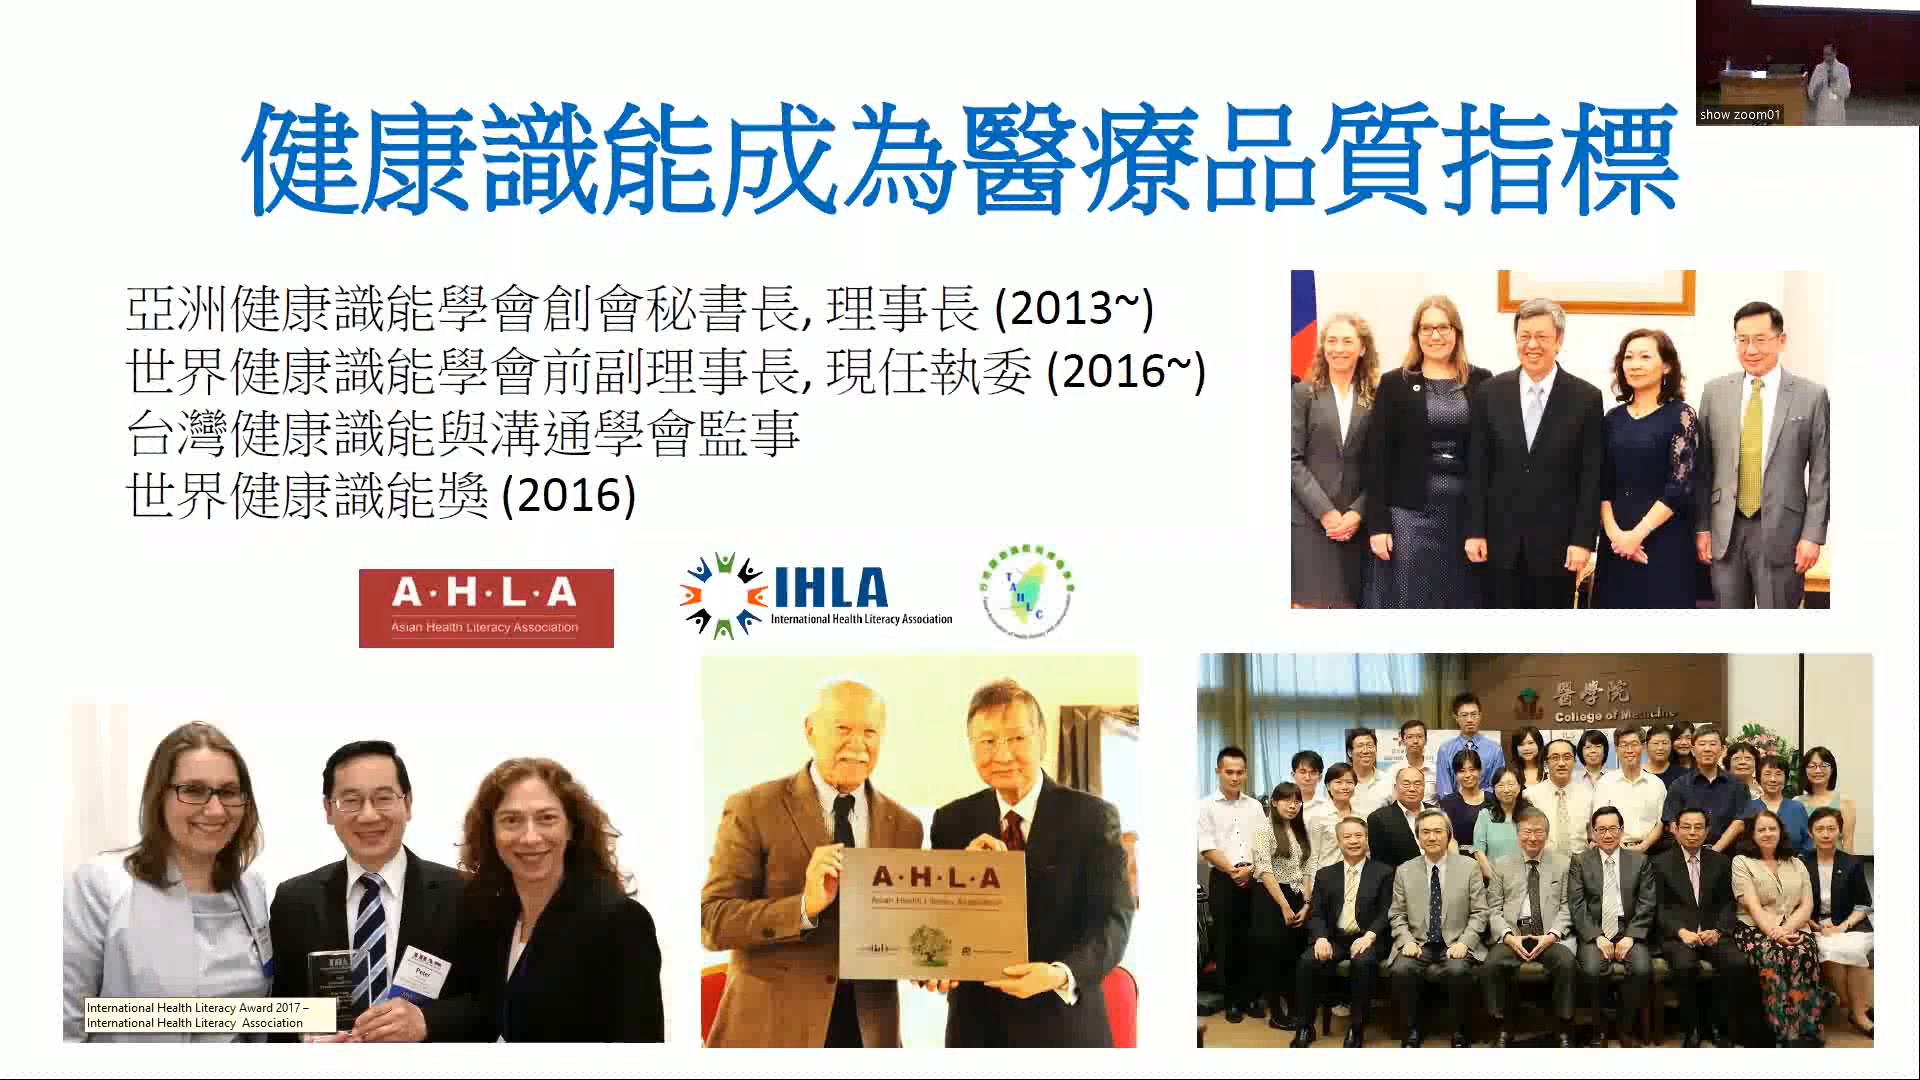 show zoom01
健康識能成為醫療品質指標
亞洲健康識能學會創會秘書長, 理事長 (2013~)
世界健康識能學會前副理事長, 現任執委 (2016~)
台灣健康識能與溝通學會監事
世界健康識能獎 (2016)
A·H·L·A
Asian Health Literacy Association
IHLA
International Health Literacy Association
TAHLC
醫學院
College of Medicine
A·H·L·A
Asian Health Literacy Association
Peter
International Health Literacy Award 2017 –
International Health Literacy Association